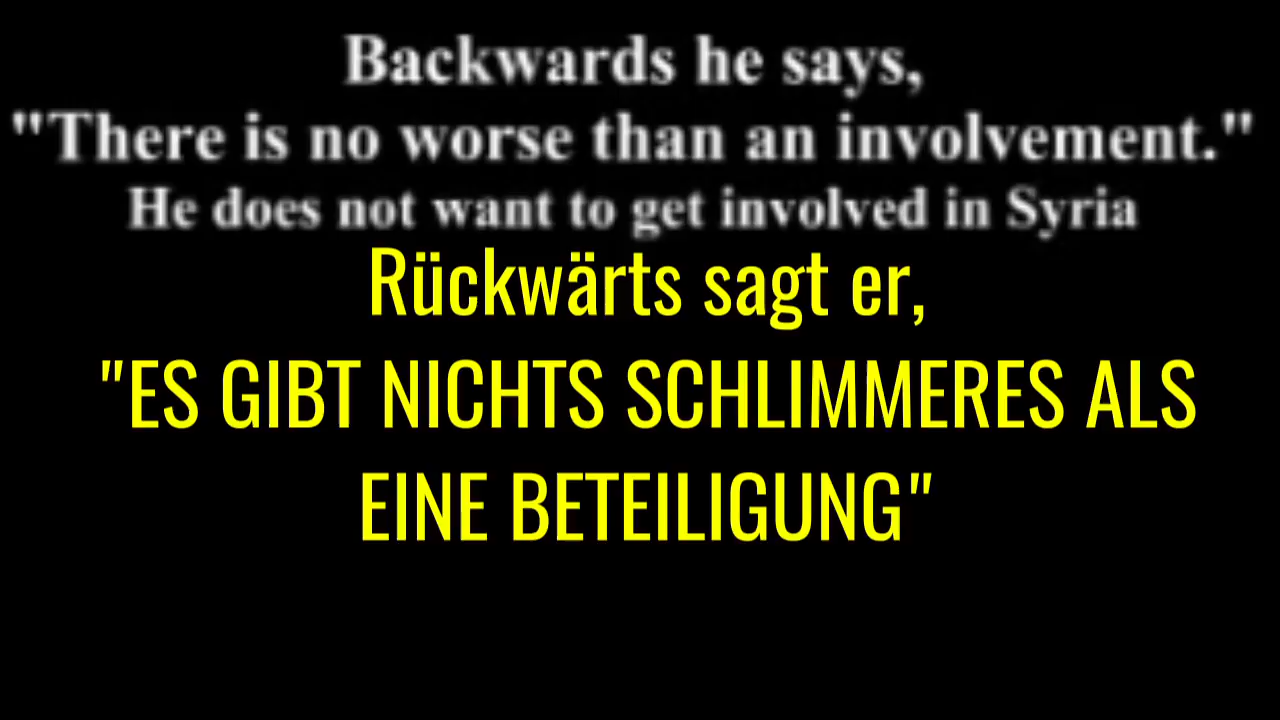 Backwards he says,
"There is no worse than an involvement."
He does not want to get involved in Syria
Rückwärts sagt er,
"ES GIBT NICHTS SCHLIMMERES ALS
EINE BETEILIGUNG"